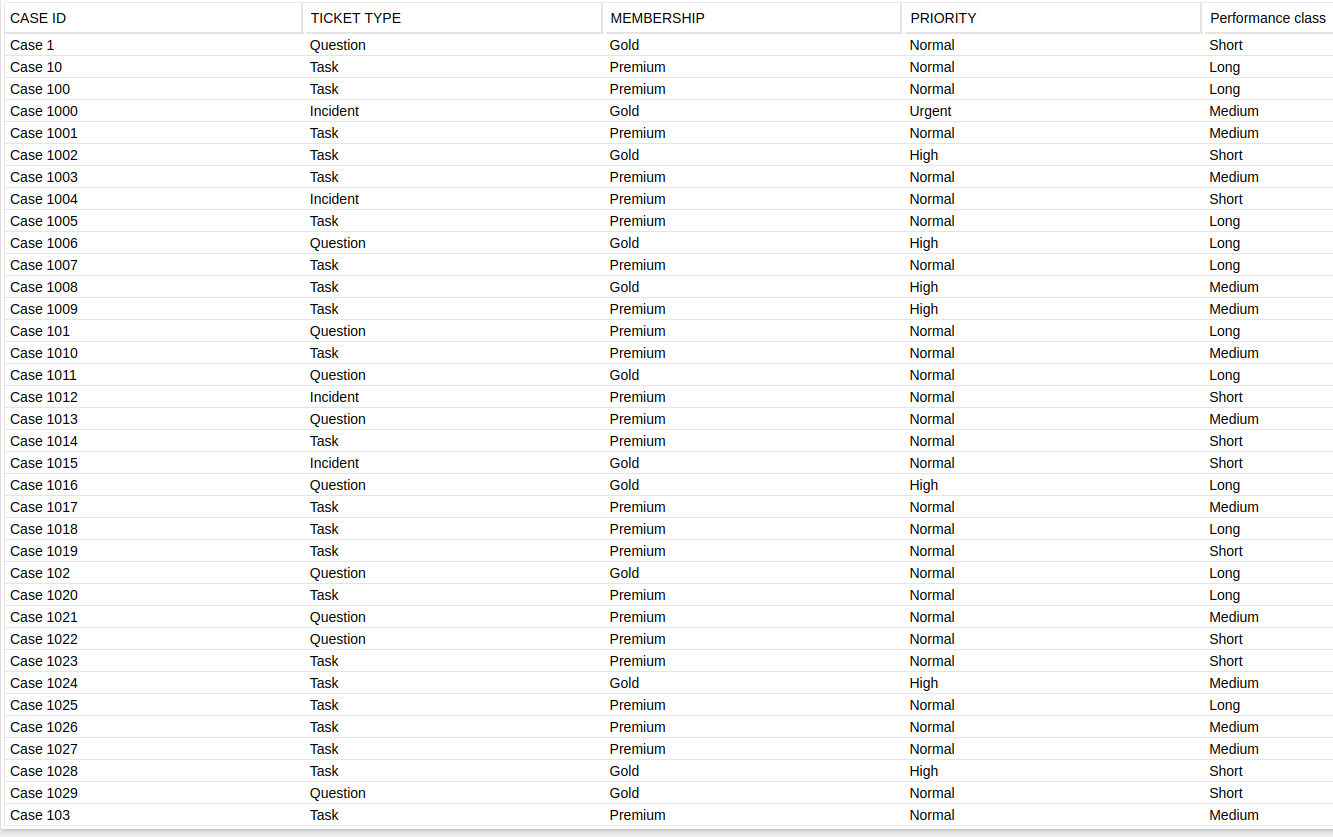 CASE ID TICKET TYPE MEMBERSHIP PRIORITY Performance class
Case 1 Question Gold Normal Short
Case 10 Task Premium Normal Long
Case 100 Task Premium Normal Long
Case 1000 Incident Gold Urgent Medium
Case 1001 Task Premium Normal Medium
Case 1002 Task Gold High Short
Case 1003 Task Premium Normal Medium
Case 1004 Incident Premium Normal Short
Case 1005 Task Premium Normal Long
Case 1006 Question Gold High Long
Case 1007 Task Premium Normal Long
Case 1008 Task Gold High Medium
Case 1009 Task Premium High Medium
Case 101 Question Premium Normal Long
Case 1010 Task Premium Normal Medium
Case 1011 Question Gold Normal Long
Case 1012 Incident Premium Normal Short
Case 1013 Question Premium Normal Medium
Case 1014 Task Premium Normal Short
Case 1015 Incident Gold Normal Short
Case 1016 Question Gold High Long
Case 1017 Task Premium Normal Medium
Case 1018 Task Premium Normal Long
Case 1019 Task Premium Normal Short
Case 102 Question Gold Normal Long
Case 1020 Task Premium Normal Long
Case 1021 Question Premium Normal Medium
Case 1022 Question Premium Normal Short
Case 1023 Task Premium Normal Short
Case 1024 Task Gold High Medium
Case 1025 Task Premium Normal Long
Case 1026 Task Premium Normal Medium
Case 1027 Task Premium Normal Medium
Case 1028 Task Gold High Short
Case 1029 Question Gold Normal Short
Case 103 Task Premium Normal Medium